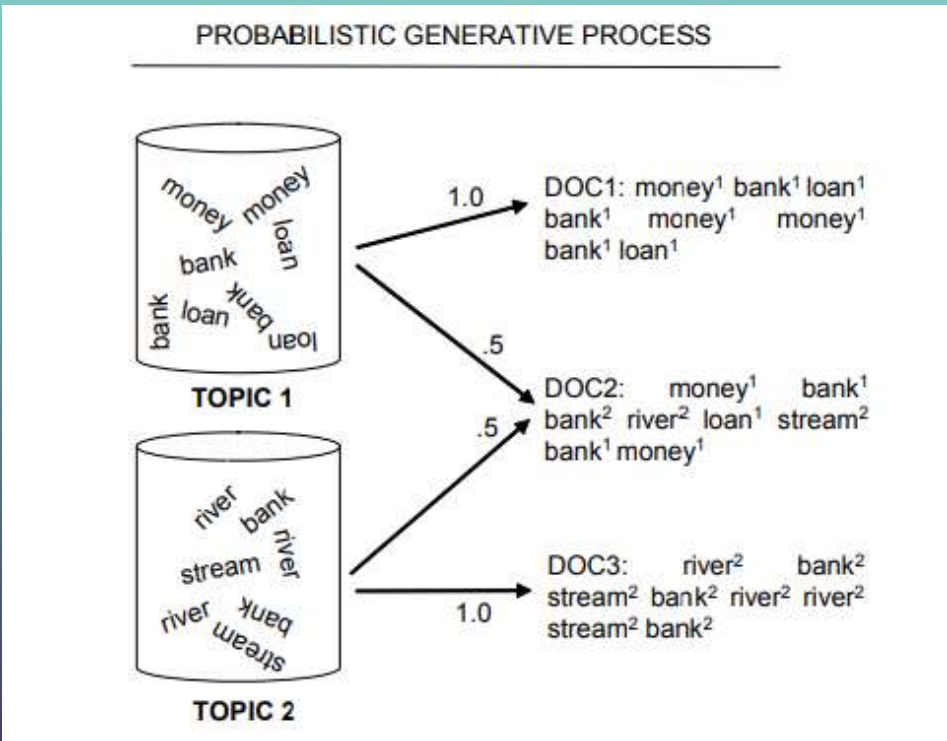 PROBABILISTIC GENERATIVE PROCESS
money
money
loan
bank
bank
loan
bank
loan
TOPIC 1
river
bank
river
stream
river
bank
stream
TOPIC 2
1.0
.5
.5
1.0
DOC1: money¹ bank¹ loan¹
bank¹ money¹ money¹
bank¹ loan¹
DOC2: money¹ bank¹
bank² river² loan¹ stream²
bank¹ money¹
DOC3: river² bank²
stream² bank² river² river²
stream² bank²